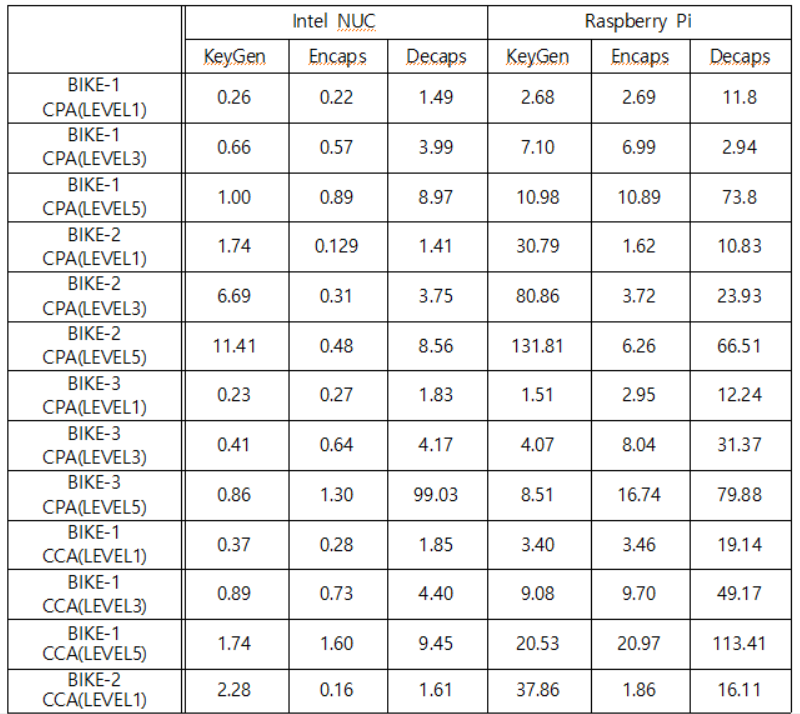 Intel NUC Raspberry Pi
KeyGen Encaps Decaps KeyGen Encaps Decaps
BIKE-1
CPA(LEVEL1) 0.26 0.22 1.49 2.68 2.69 11.8
BIKE-1
CPA(LEVEL3) 0.66 0.57 3.99 7.10 6.99 2.94
BIKE-1
CPA(LEVEL5) 1.00 0.89 8.97 10.98 10.89 73.8
BIKE-2
CPA(LEVEL1) 1.74 0.129 1.41 30.79 1.62 10.83
BIKE-2
CPA(LEVEL3) 6.69 0.31 3.75 80.86 3.72 23.93
BIKE-2
CPA(LEVEL5) 11.41 0.48 8.56 131.81 6.26 66.51
BIKE-3
CPA(LEVEL1) 0.23 0.27 1.83 1.51 2.95 12.24
BIKE-3
CPA(LEVEL3) 0.41 0.64 4.17 4.07 8.04 31.37
BIKE-3
CPA(LEVEL5) 0.86 1.30 99.03 8.51 16.74 79.88
BIKE-1
CCA(LEVEL1) 0.37 0.28 1.85 3.40 3.46 19.14
BIKE-1
CCA(LEVEL3) 0.89 0.73 4.40 9.08 9.70 49.17
BIKE-1
CCA(LEVEL5) 1.74 1.60 9.45 20.53 20.97 113.41
BIKE-2
CCA(LEVEL1) 2.28 0.16 1.61 37.86 1.86 16.11